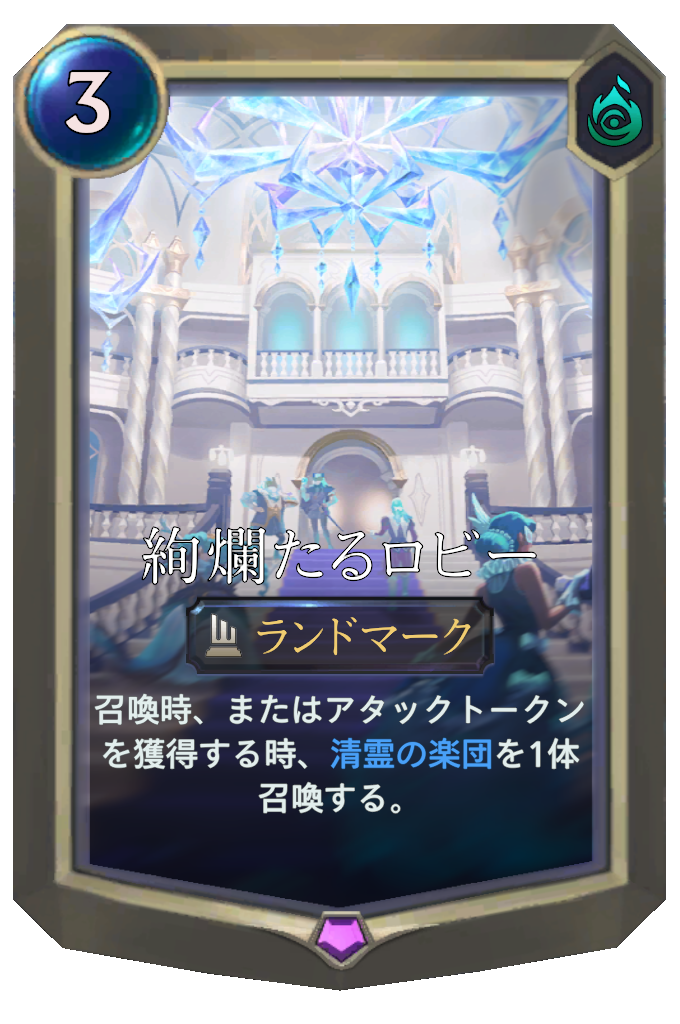 3
絢爛たるロビー
ランドマーク
召喚時、またはアタックトークン
を獲得する時、清霊の楽団を1体
召喚する。